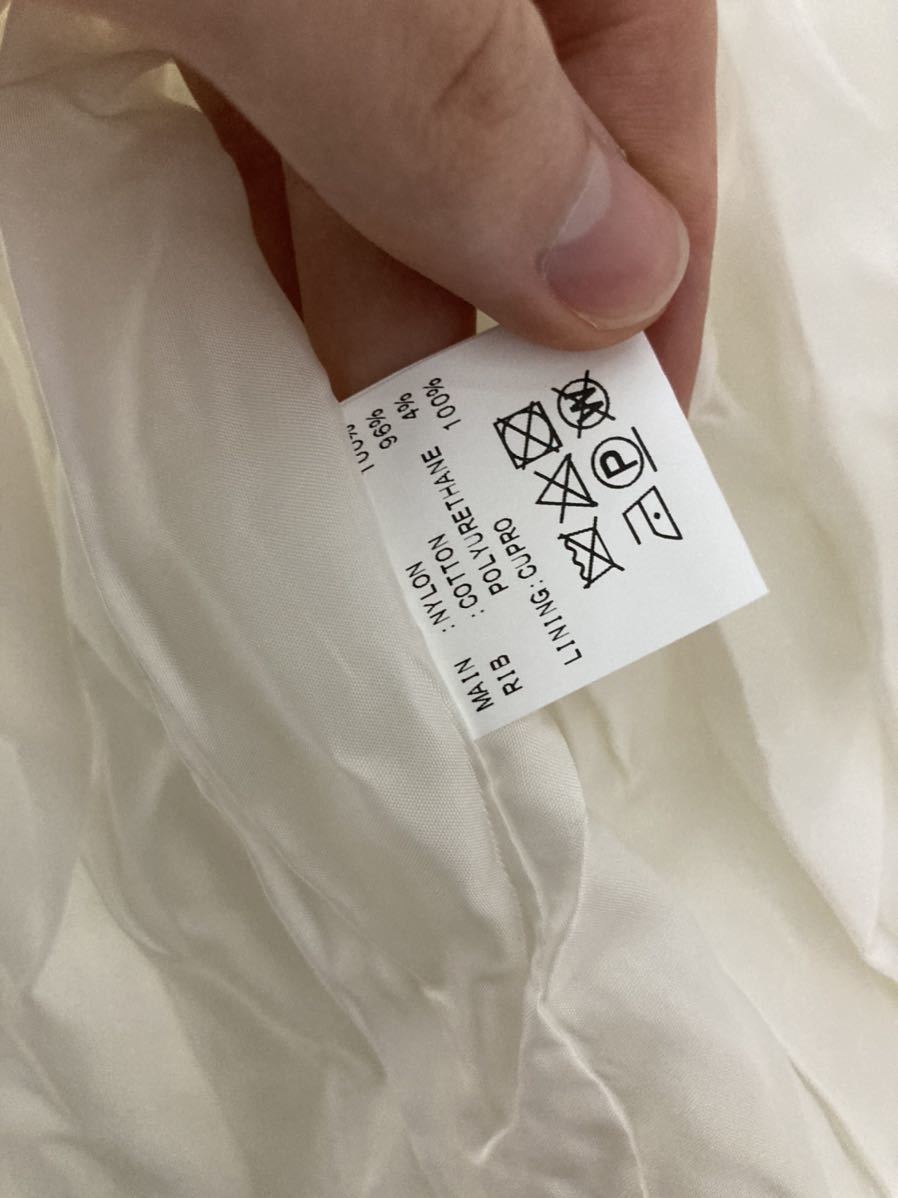 MAIN :NYLON 100%
RIB :COTTON 96%
POLYURETHANE 4%
LINING:CUPRO 100%
W
P